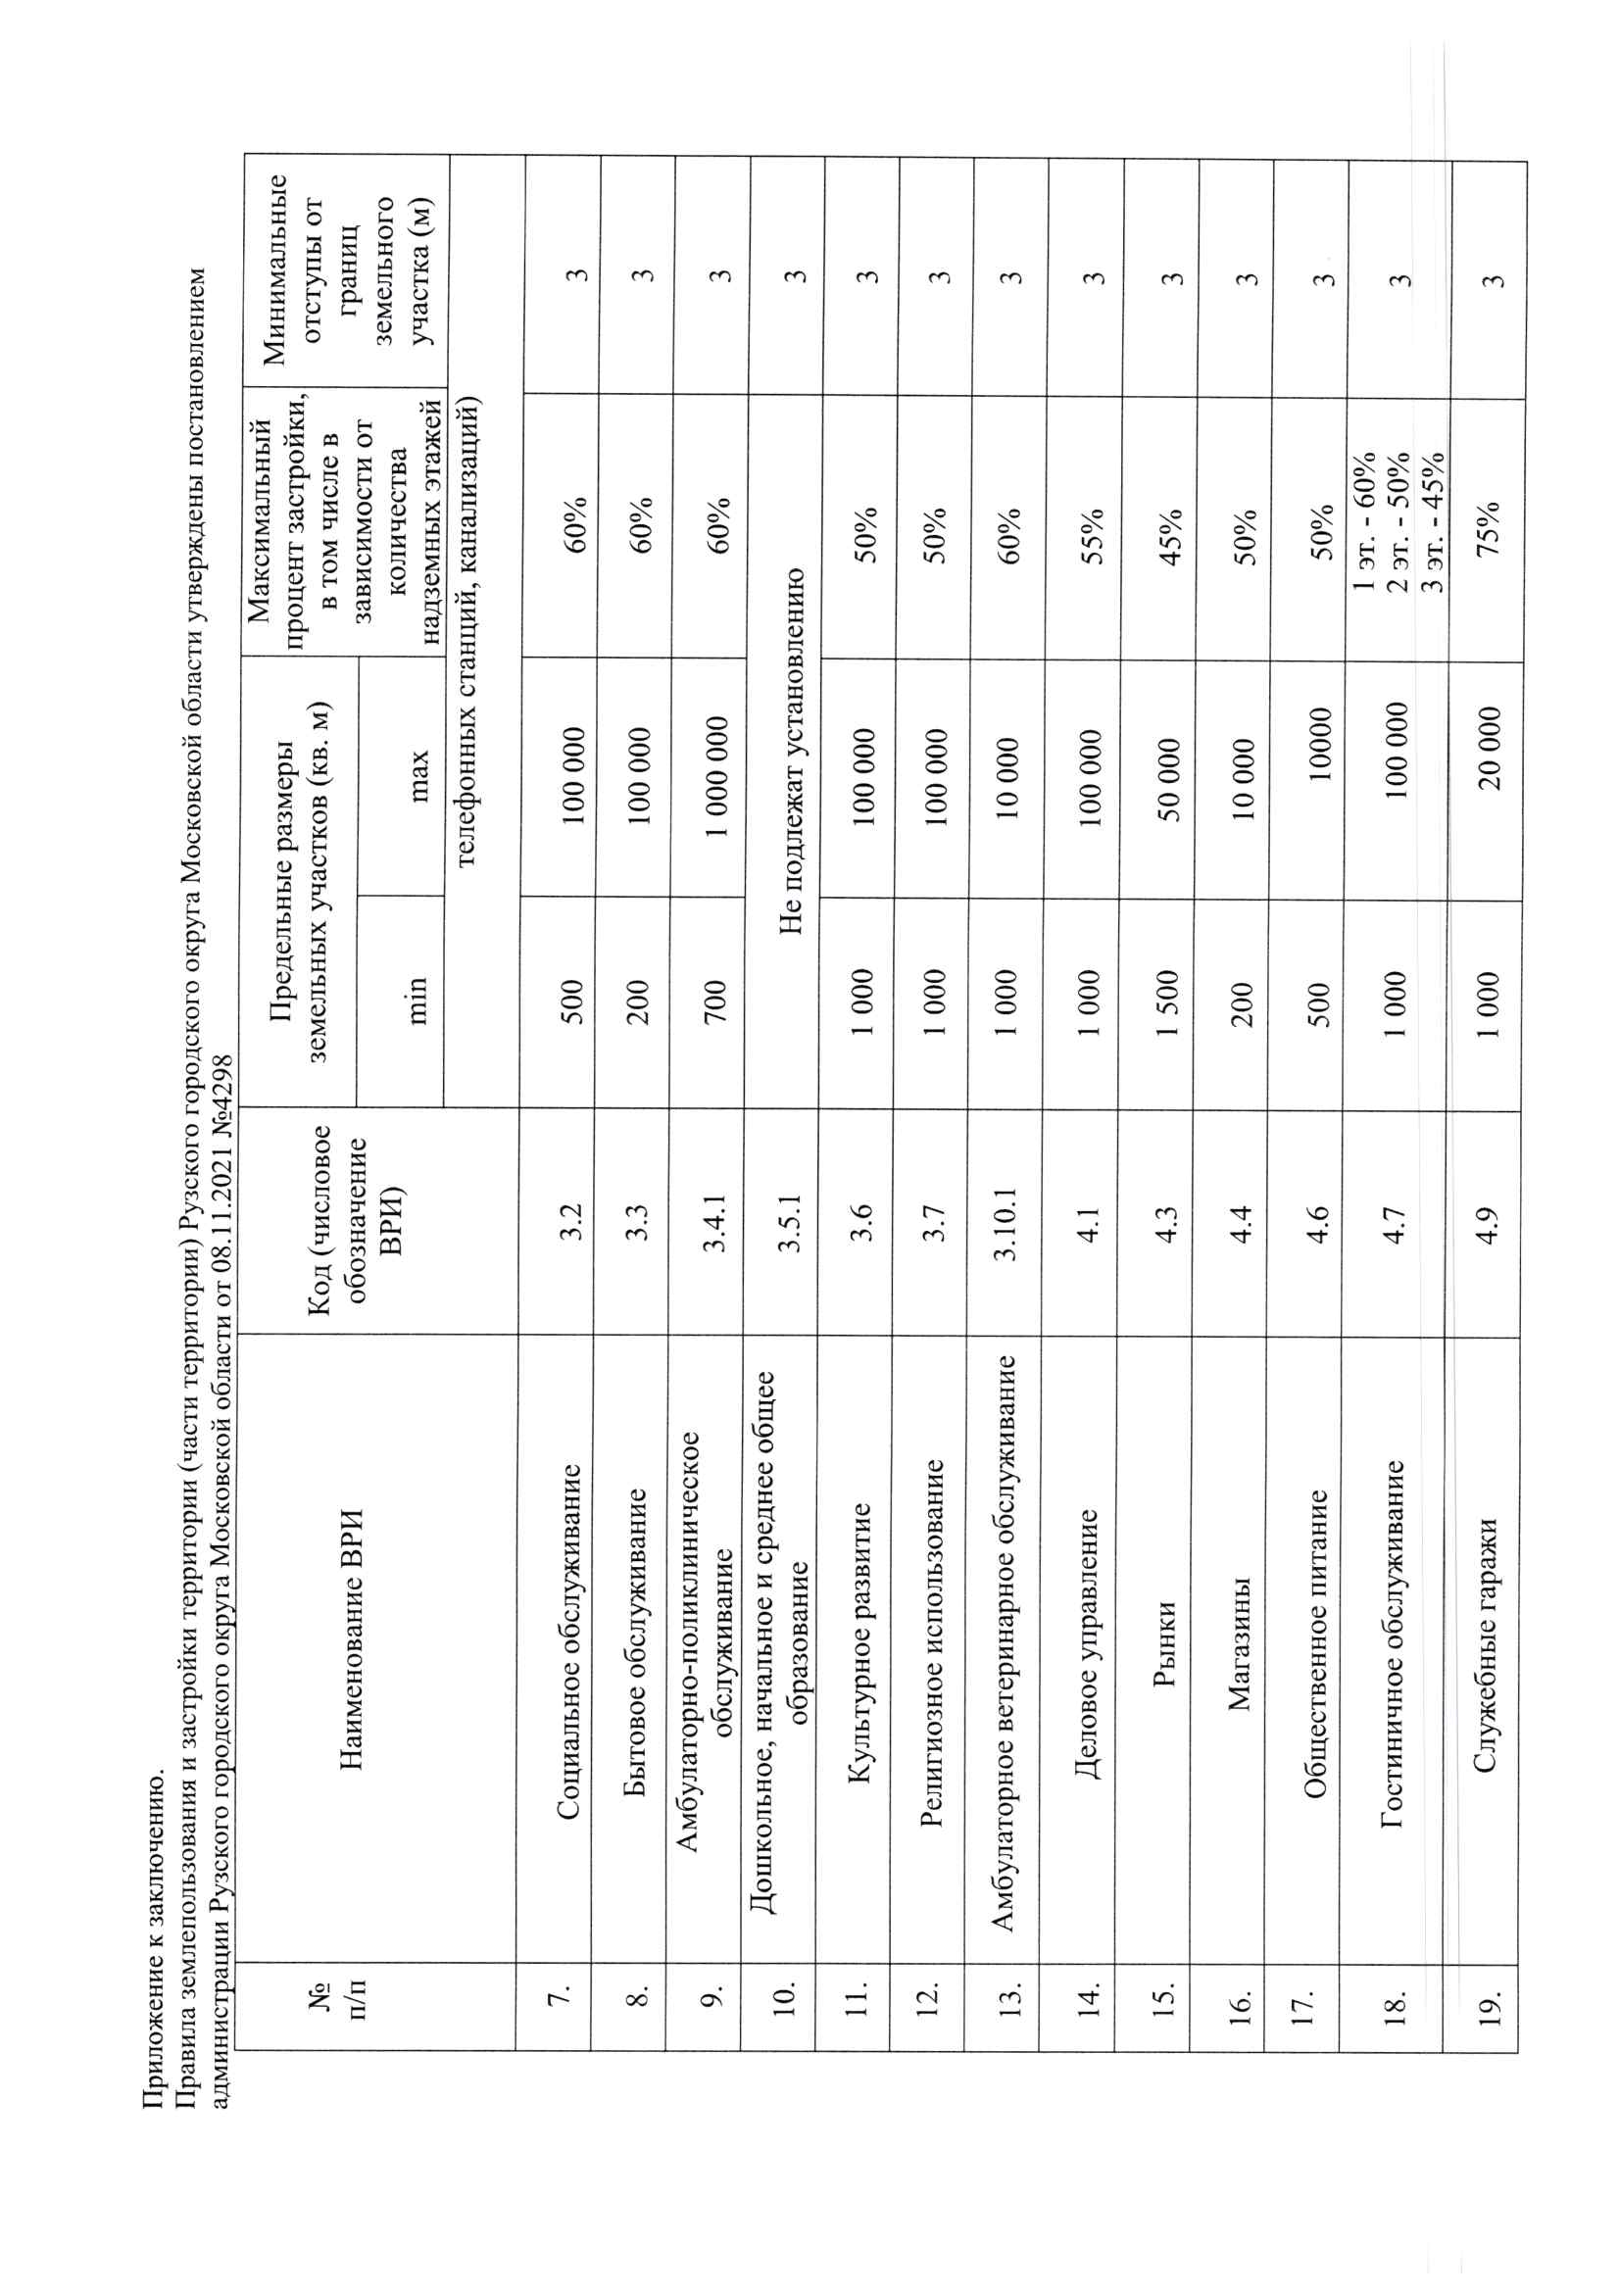 Приложение к заключению.
Правила землепользования и застройки территории (части территории) Рузского городского округа Московской области утверждены постановлением
администрации Рузского городского округа Московской области от 08.11.2021 №4298
№
п/п
Наименование ВРИ
Код (числовое
обозначение
ВРИ)
Предельные размеры
земельных участков (кв. м)
min
max
Максимальный
процент застройки,
в том числе в
зависимости от
количества
надземных этажей
Минимальные
отступы от
границ
земельного
участка (м)
телефонных станций, канализаций)
7. Социальное обслуживание 3.2 500 100 000 60% 3
8. Бытовое обслуживание 3.3 200 100 000 60% 3
9. Амбулаторно-поликлиническое
обслуживание
3.4.1 700 1 000 000 60% 3
10. Дошкольное, начальное и среднее общее
образование
3.5.1 Не подлежат установлению 3
11. Культурное развитие 3.6 1 000 100 000 50% 3
12. Религиозное использование 3.7 1 000 100 000 50% 3
13. Амбулаторное ветеринарное обслуживание 3.10.1 1 000 10 000 60% 3
14. Деловое управление 4.1 1 000 100 000 55% 3
15. Рынки 4.3 1 500 50 000 45% 3
16. Магазины 4.4 200 10 000 50% 3
17. Общественное питание 4.6 500 10000 50% 3
18. Гостиничное обслуживание 4.7 1 000 100 000
1 эт. - 60%
2 эт. - 50%
3 эт. - 45%
3
19. Служебные гаражи 4.9 1 000 20 000 75% 3